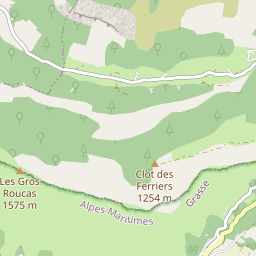 Clot des
Ferriers
1254 m
Les Gros
Roucas
1575 m
Grasse
Alpes-Maritimes